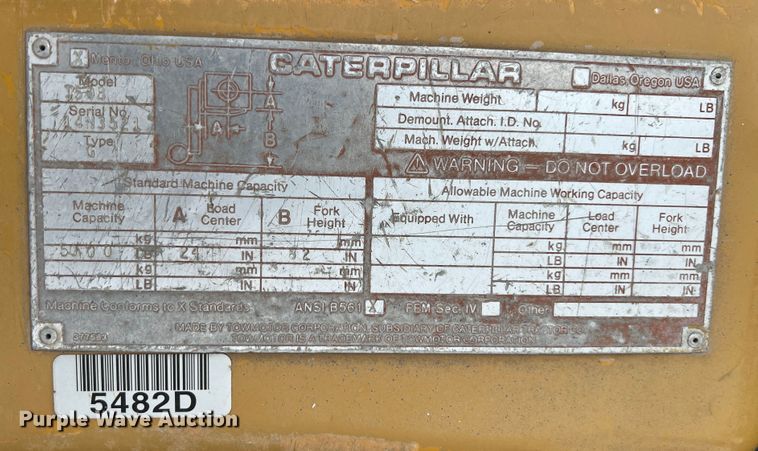 X Mentor, Ohio USA
CATERPILLAR
Dallas, Oregon USA
Model
Serial No.
Type
A
B
A
Machine Weight kg LB
Demount. Attach. I.D. No.
Mach. Weight w/Attach. kg LB
WARNING — DO NOT OVERLOAD
Standard Machine Capacity
Allowable Machine Working Capacity
Machine Capacity A Load Center B Fork Height
Equipped With Machine Capacity Load Center Fork Height
kg mm mm
kg mm mm
5000 LB 24 IN IN
LB IN IN
kg mm mm
kg mm mm
LB IN IN
LB IN IN
Machine Conforms to X Standards ANSI B56.1 X FBM Sec. IV Other
MADE BY TOWMOTOR CORPORATION, SUBSIDIARY OF CATERPILLAR TRACTOR CO.
TOWMOTOR IS A TRADEMARK OF TOWMOTOR CORPORATION
5482D
Purple Wave Auction